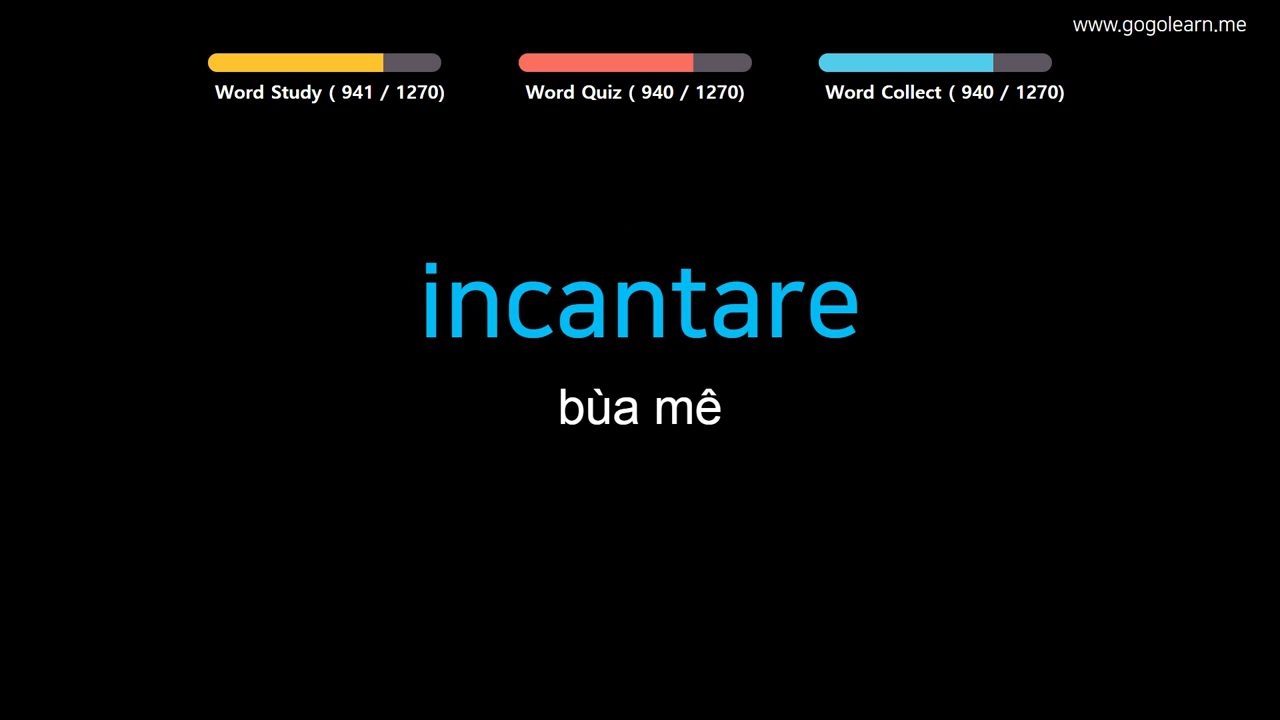 www.gogolearn.me
Word Study ( 941 / 1270)
Word Quiz ( 940 / 1270)
Word Collect ( 940 / 1270)
incantare
bùa mê